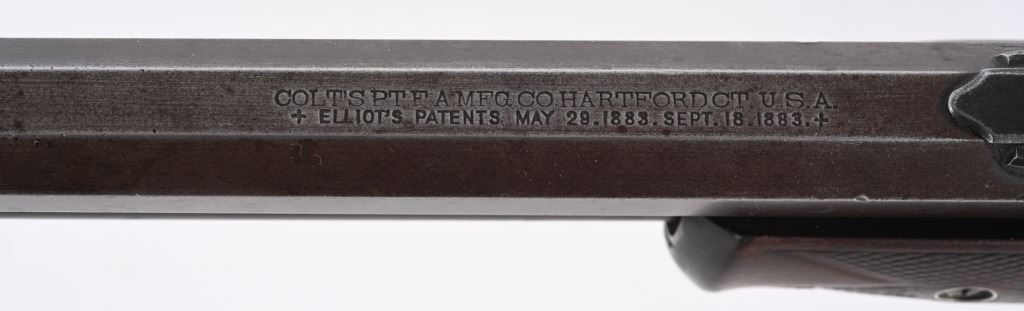 COLT'S PT. F. A. MFG. CO. HARTFORD. CT. U.S.A.
+ ELLIOT'S PATENTS. MAY 29.1883. SEPT. 18.1883.+